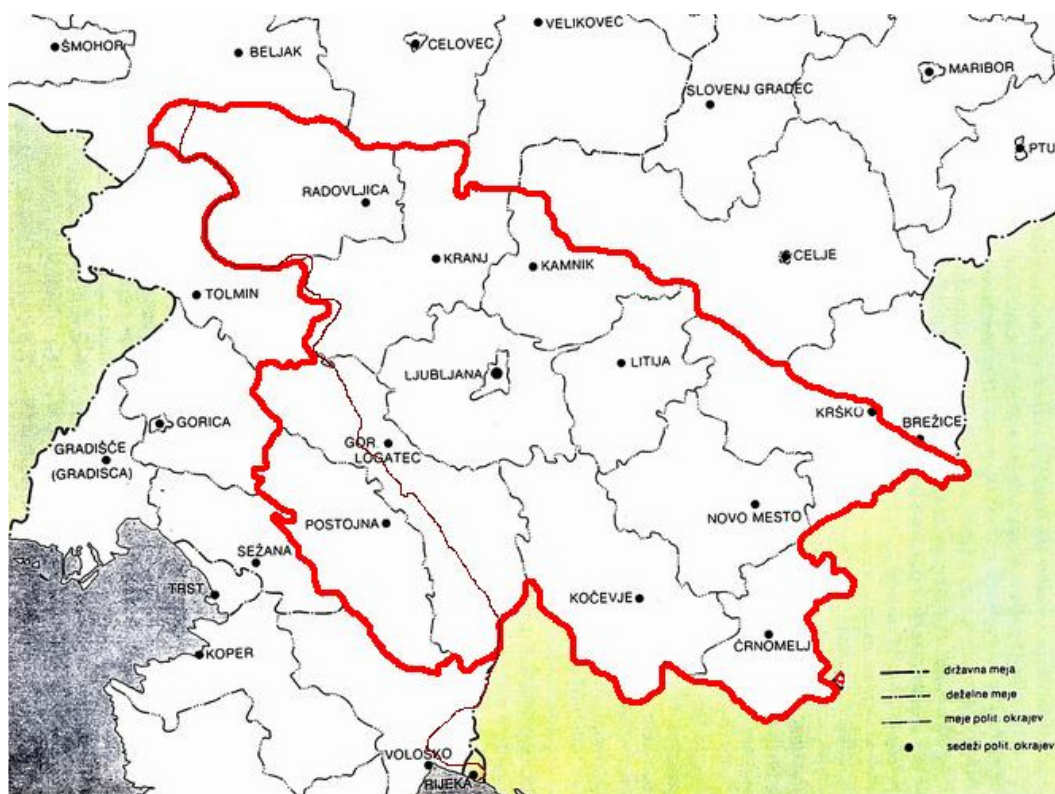 VELIKOVEC
ŠMOHOR
BELJAK
CELOVEC
MARIBOR
SLOVENJ GRADEC
PTU
RADOVLJICA
KRANJ
KAMNIK
CELJE
TOLMIN
LJUBLJANA
LITIJA
KRŠKO
BREŽICE
GORICA
GRADIŠČE
(GRADISCA)
GOR
LOGATEC
POSTOJNA
NOVO MESTO
SEŽANA
TRST
KOČEVJE
ČRNOMELJ
KOPER
državna meja
deželne meje
meje polit. okrajev
sedeži polit. okrajev
VOLOSKO
RIJEKA